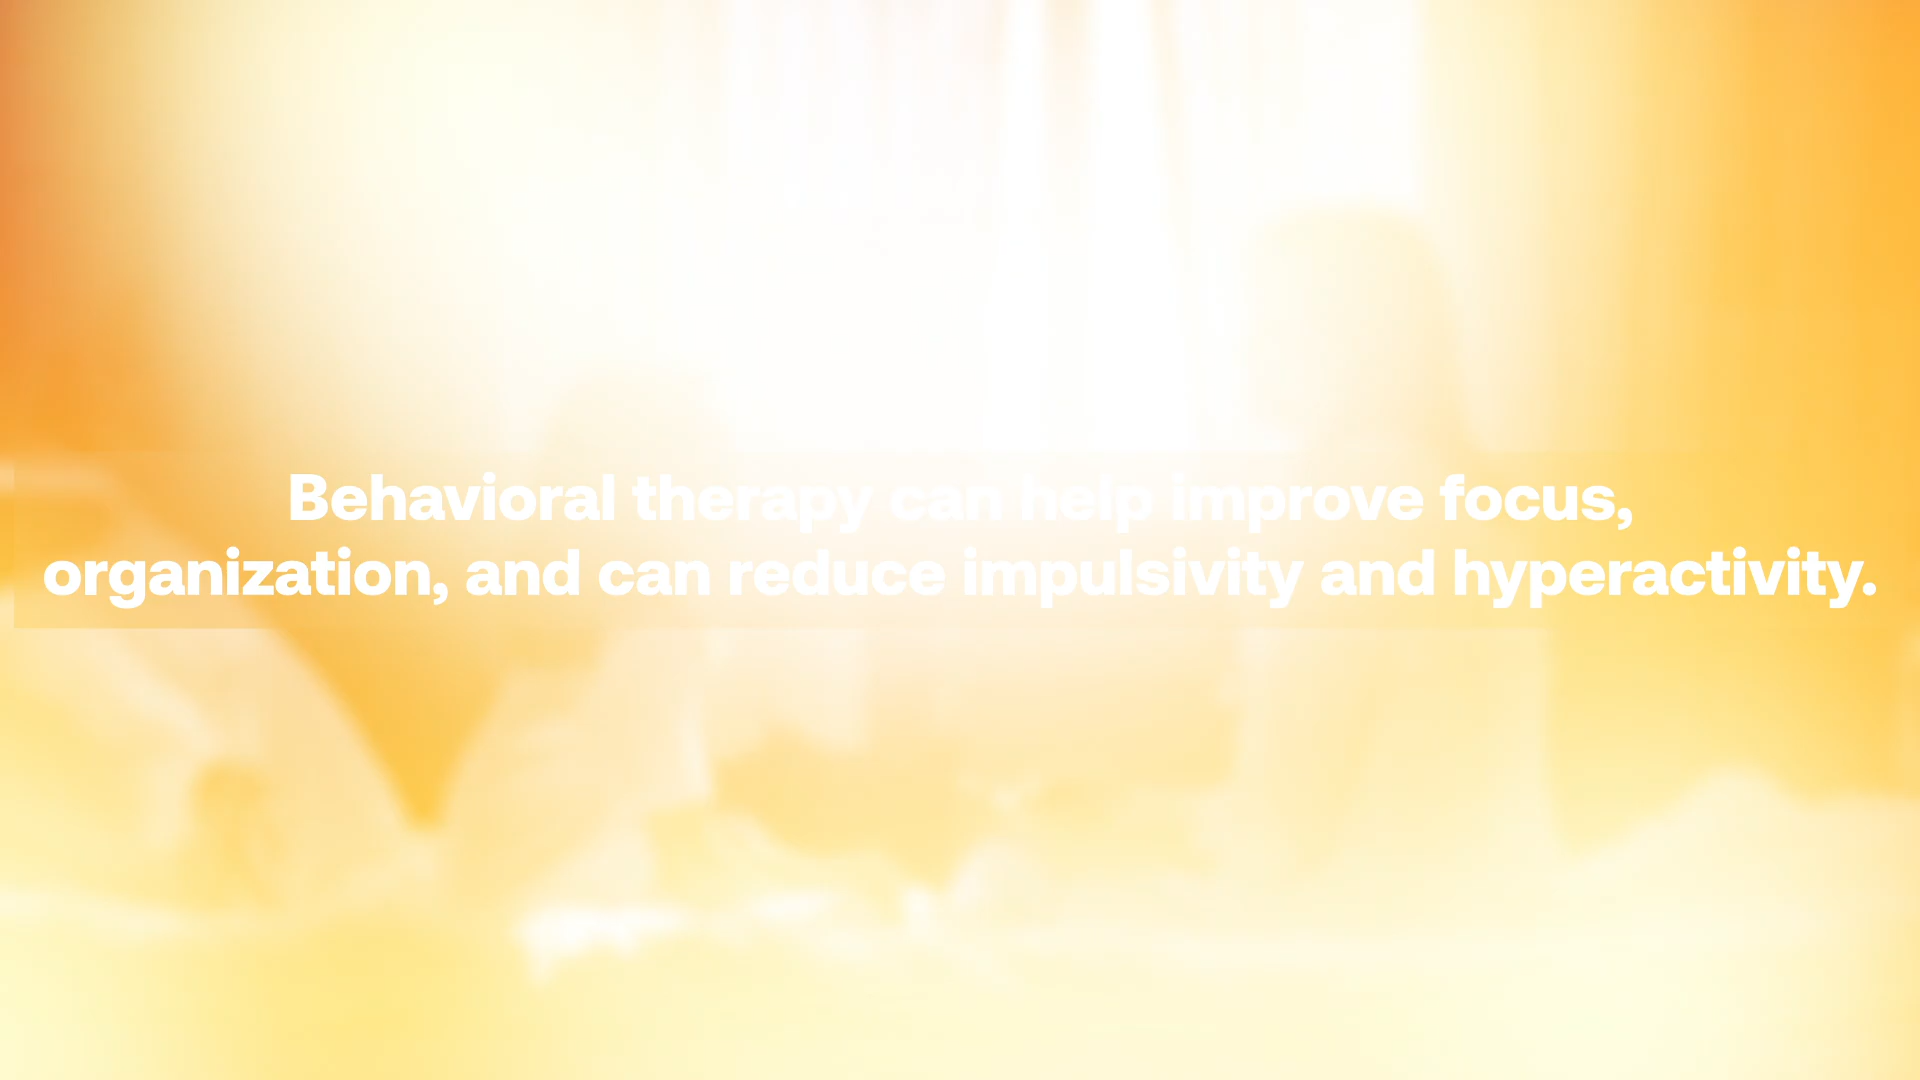 Behavioral therapy can help improve focus,
organization, and can reduce impulsivity and hyperactivity.